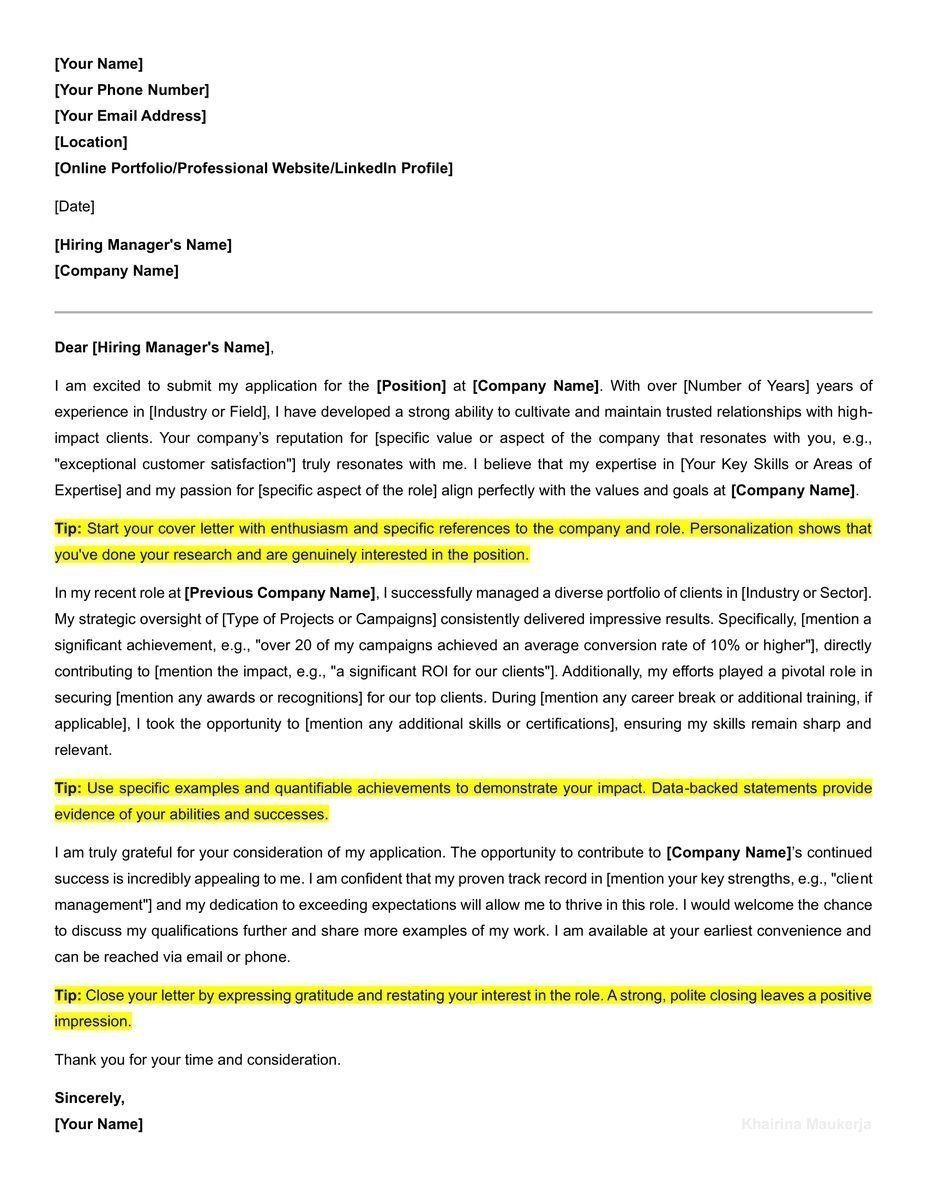 [Your Name]
[Your Phone Number]
[Your Email Address]
[Location]
[Online Portfolio/Professional Website/LinkedIn Profile]
[Date]
[Hiring Manager's Name]
[Company Name]
Dear [Hiring Manager's Name],
I am excited to submit my application for the [Position] at [Company Name]. With over [Number of Years] years of
experience in [Industry or Field], I have developed a strong ability to cultivate and maintain trusted relationships with high-
impact clients. Your company’s reputation for [specific value or aspect of the company that resonates with you, e.g.,
"exceptional customer satisfaction"] truly resonates with me. I believe that my expertise in [Your Key Skills or Areas of
Expertise] and my passion for [specific aspect of the role] align perfectly with the values and goals at [Company Name].
Tip: Start your cover letter with enthusiasm and specific references to the company and role. Personalization shows that
you've done your research and are genuinely interested in the position.
In my recent role at [Previous Company Name], I successfully managed a diverse portfolio of clients in [Industry or Sector].
My strategic oversight of [Type of Projects or Campaigns] consistently delivered impressive results. Specifically, [mention a
significant achievement, e.g., "over 20 of my campaigns achieved an average conversion rate of 10% or higher"], directly
contributing to [mention the impact, e.g., "a significant ROI for our clients"]. Additionally, my efforts played a pivotal role in
securing [mention any awards or recognitions] for our top clients. During [mention any career break or additional training, if
applicable], I took the opportunity to [mention any additional skills or certifications], ensuring my skills remain sharp and
relevant.
Tip: Use specific examples and quantifiable achievements to demonstrate your impact. Data-backed statements provide
evidence of your abilities and successes.
I am truly grateful for your consideration of my application. The opportunity to contribute to [Company Name]’s continued
success is incredibly appealing to me. I am confident that my proven track record in [mention your key strengths, e.g., "client
management"] and my dedication to exceeding expectations will allow me to thrive in this role. I would welcome the chance
to discuss my qualifications further and share more examples of my work. I am available at your earliest convenience and
can be reached via email or phone.
Tip: Close your letter by expressing gratitude and restating your interest in the role. A strong, polite closing leaves a positive
impression.
Thank you for your time and consideration.
Sincerely,
[Your Name]
Khairina Maukerja